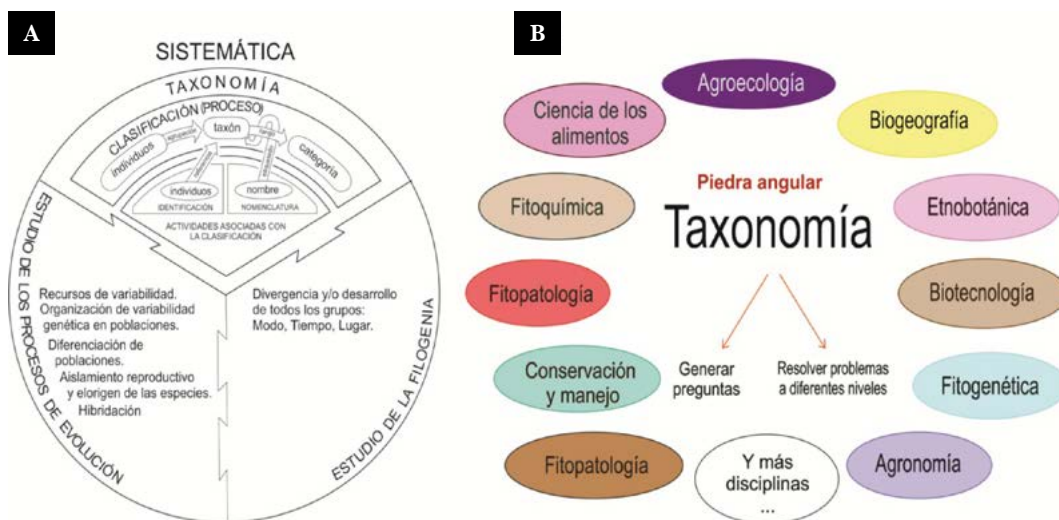 A
SISTEMÁTICA
TAXONOMÍA
CLASIFICACIÓN (PROCESO)
individuos
taxón
categoría
individuos
nombre
IDENTIFICACIÓN
NOMENCLATURA
ACTIVIDADES ASOCIADAS CON
LA CLASIFICACIÓN
ESTUDIO DE LOS PROCESOS DE EVOLUCIÓN
Recursos de variabilidad.
Organización de variabilidad
genética en poblaciones.
Diferenciación de
poblaciones.
Aislamiento reproductivo
y elorigen de las especies.
Hibridación
Divergencia y/o desarrollo
de todos los grupos:
Modo, Tiempo, Lugar.
ESTUDIO DE LA FILOGENIA
B
Agroecología
Ciencia de los
alimentos
Biogeografía
Fitoquímica
Piedra angular
Taxonomía
Etnobotánica
Fitopatología
Biotecnología
Conservación
y manejo
Generar
preguntas
Resolver problemas
a diferentes niveles
Fitogenética
Fitopatología
Y más
disciplinas
...
Agronomía